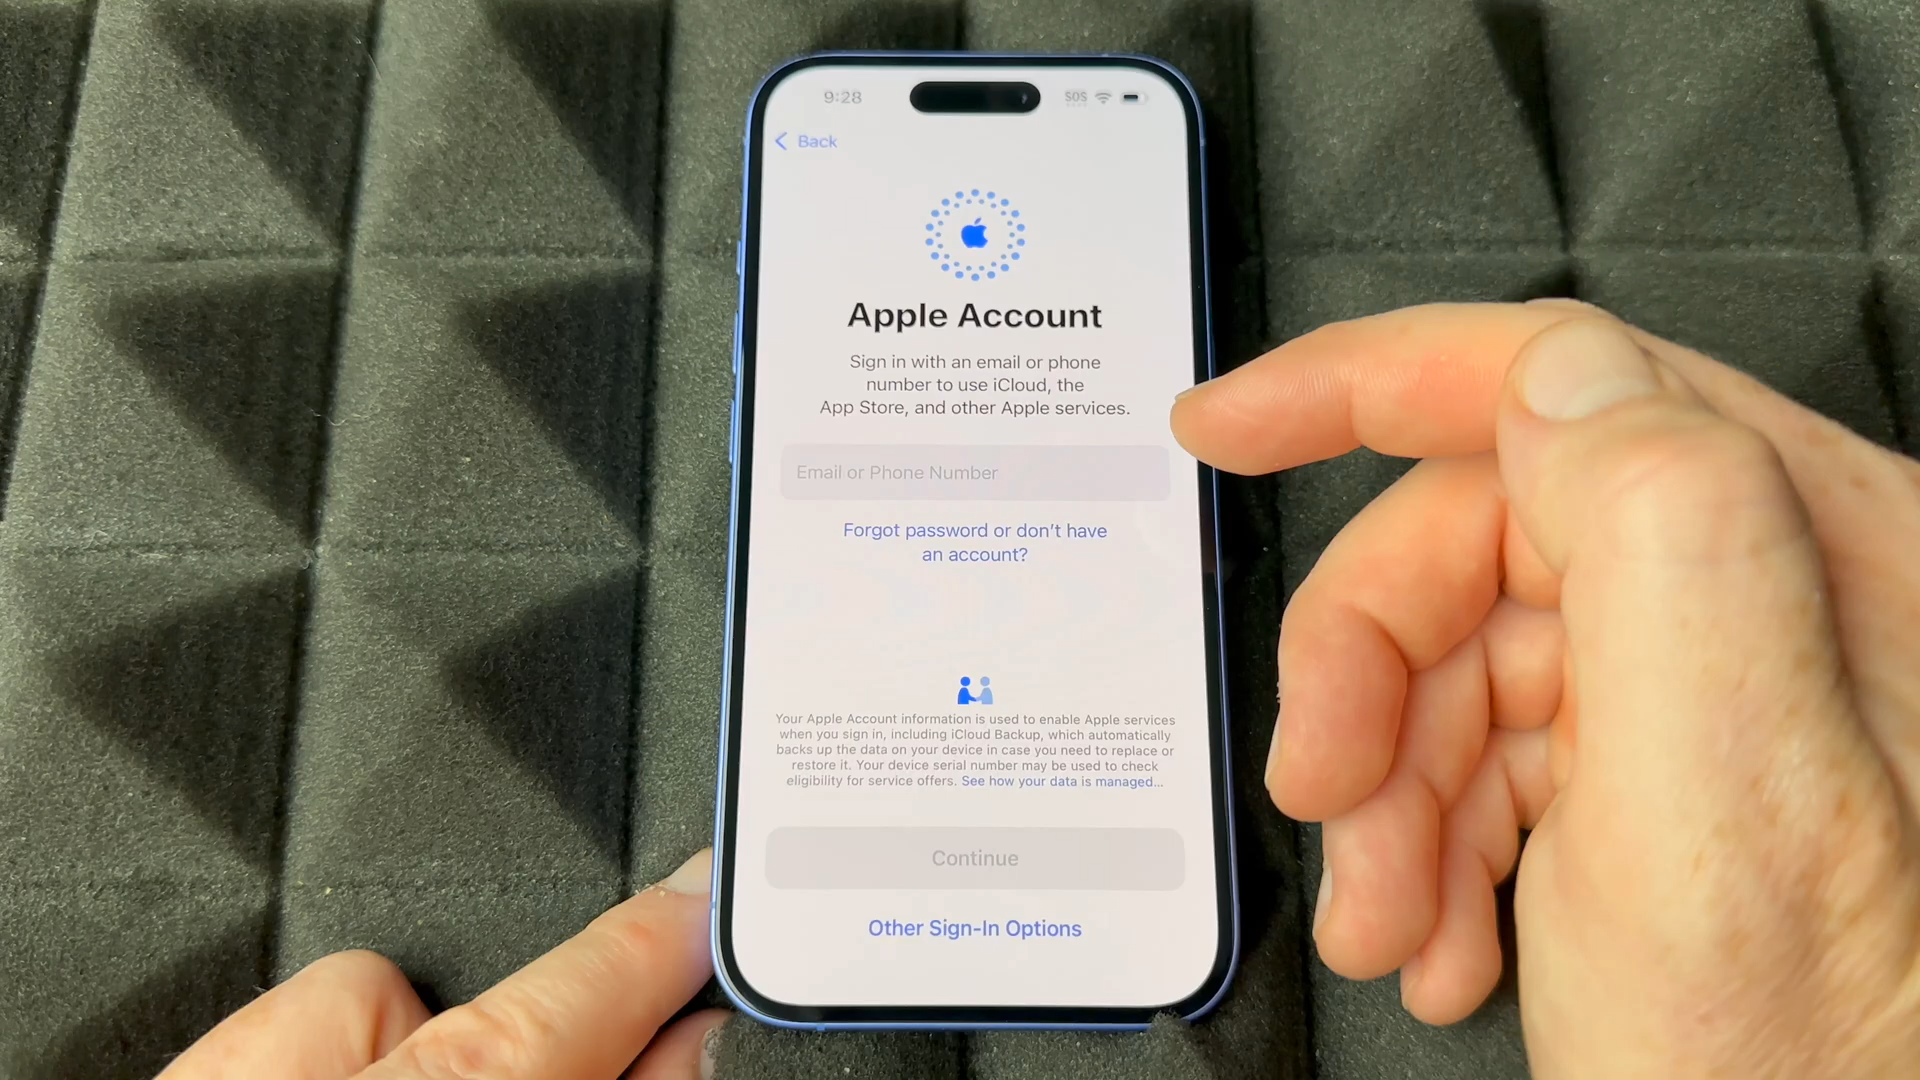 9:28
SOS
Back
Apple Account
Sign in with an email or phone
number to use iCloud, the
App Store, and other Apple services.
Email or Phone Number
Forgot password or don't have
an account?
Your Apple Account information is used to enable Apple services
when you sign in, including iCloud Backup, which automatically
backs up the data on your device in case you need to replace or
restore it. Your device serial number may be used to check
eligibility for service offers. See how your data is managed...
Continue
Other Sign-In Options